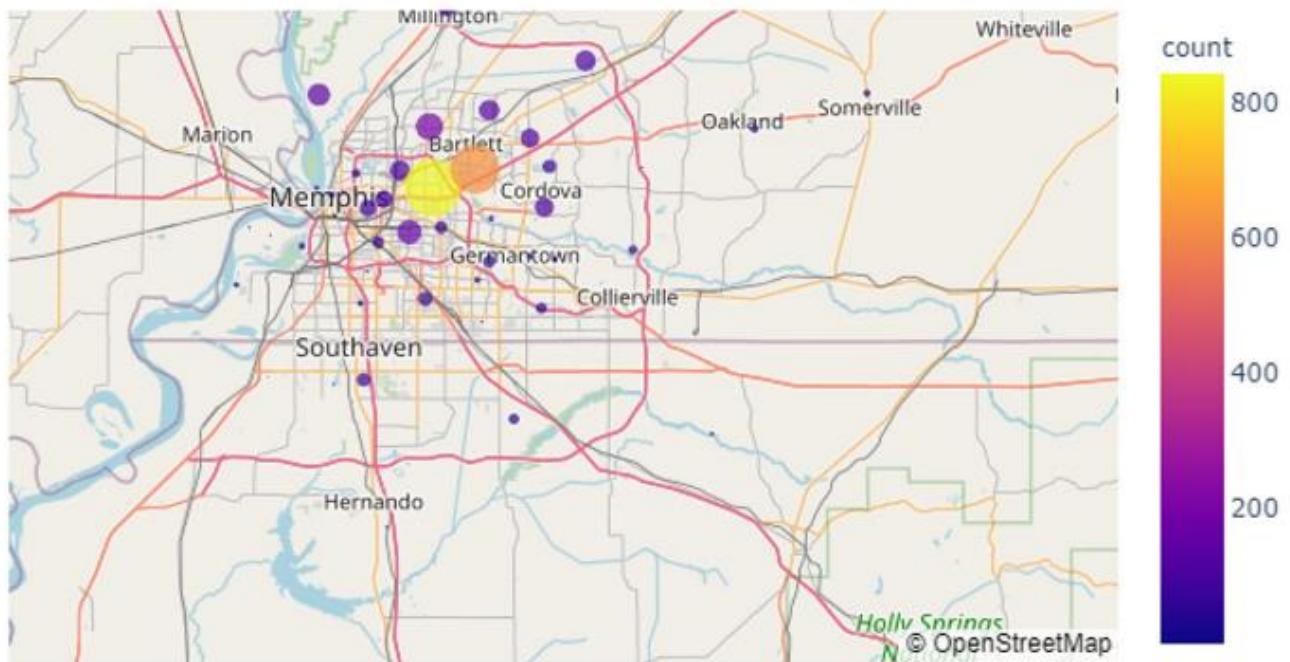 Millington
Whiteville
count
800
Somerville
Oakland
Marion
Bartlett
Memphis
Cordova
600
Germantown
Collierville
Southaven
400
Hernando
200
Holly Springs
National
© OpenStreetMap